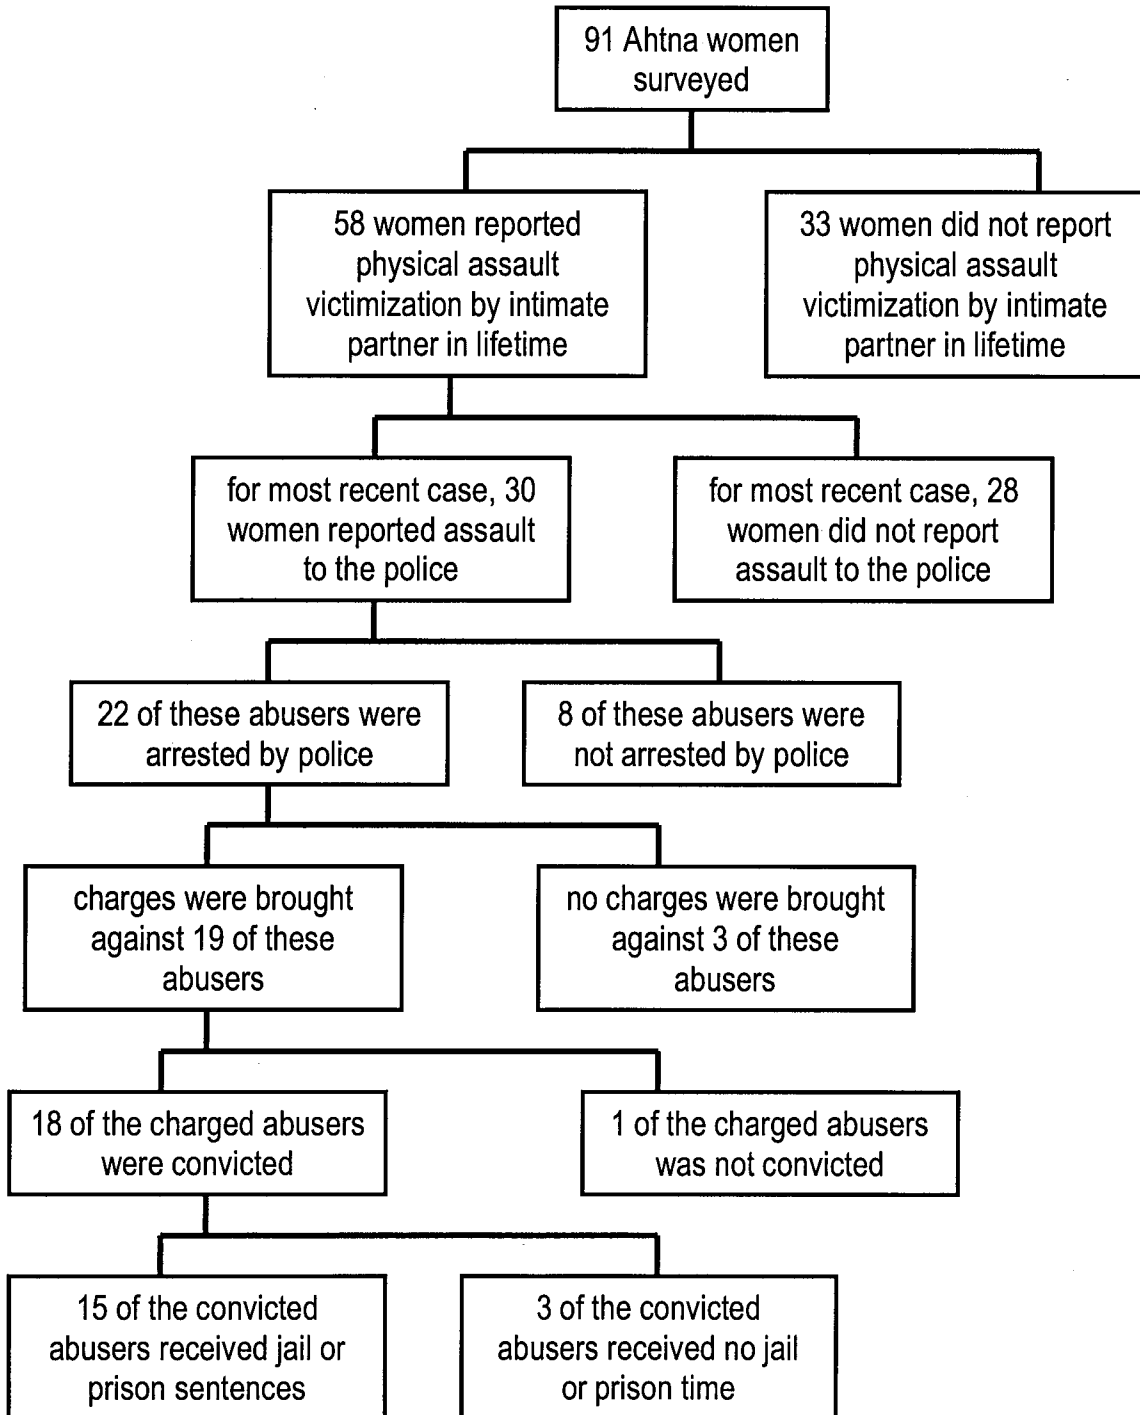 91 Ahtna women
surveyed
58 women reported
physical assault
victimization by intimate
partner in lifetime
33 women did not report
physical assault
victimization by intimate
partner in lifetime
for most recent case, 30
women reported assault
to the police
for most recent case, 28
women did not report
assault to the police
22 of these abusers were
arrested by police
8 of these abusers were
not arrested by police
charges were brought
against 19 of these
abusers
no charges were brought
against 3 of these
abusers
18 of the charged abusers
were convicted
1 of the charged abusers
was not convicted
15 of the convicted
abusers received jail or
prison sentences
3 of the convicted
abusers received no jail
or prison time